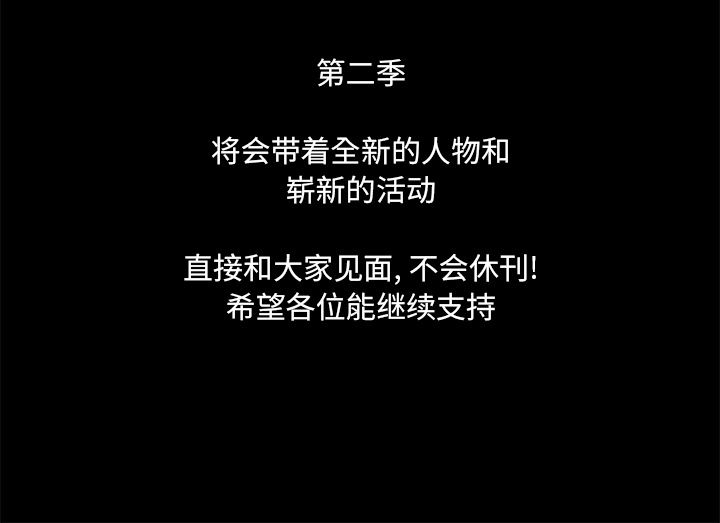 第二季
将会带着全新的人物和
崭新的活动
直接和大家见面, 不会休刊!
希望各位能继续支持